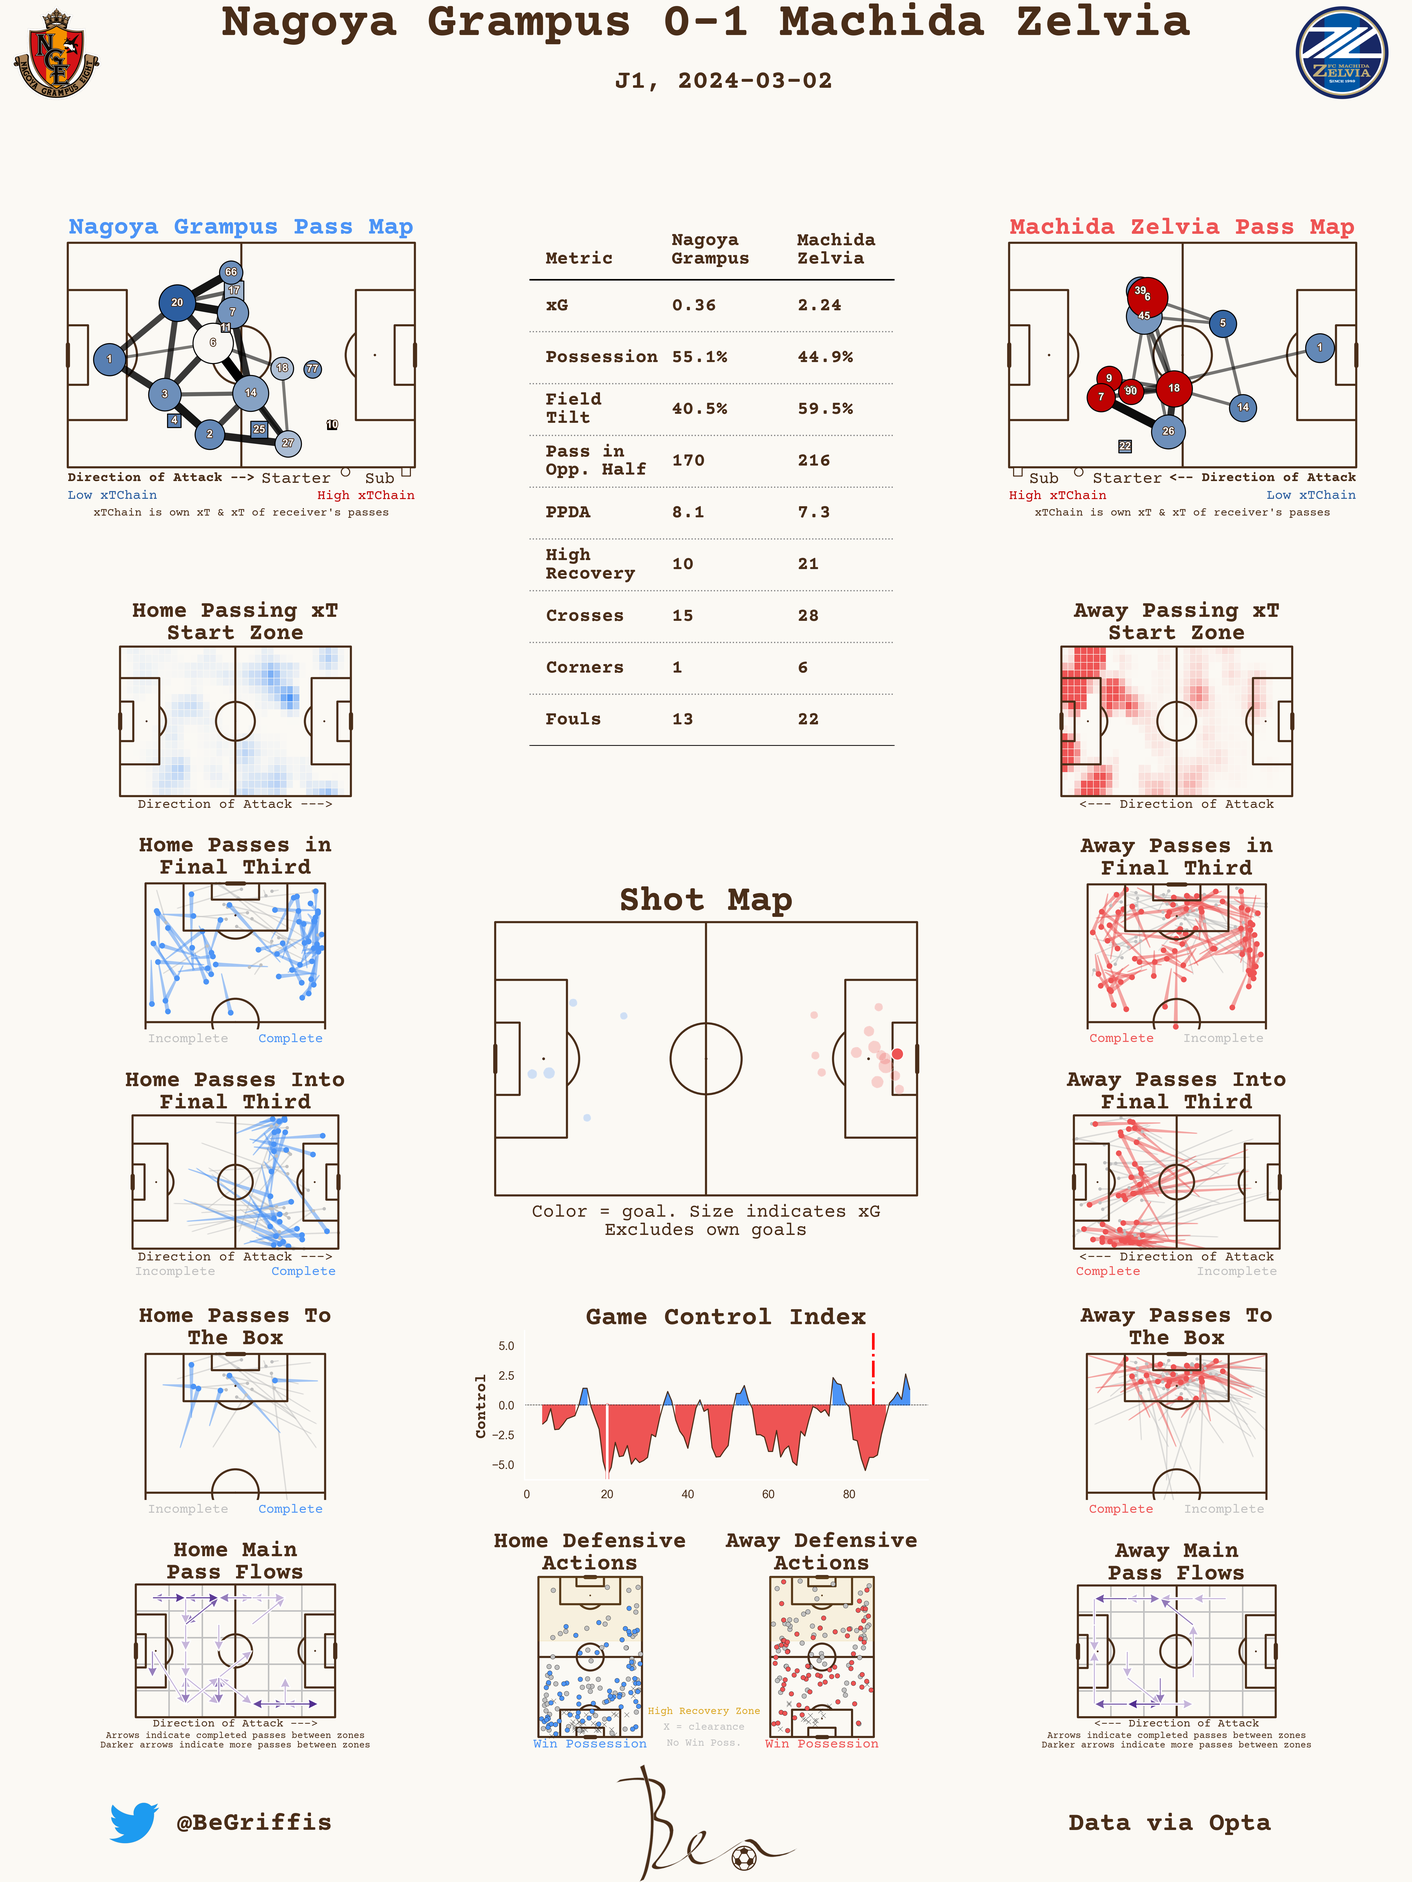 Nagoya Grampus 0-1 Machida Zelvia
J1, 2024-03-02
NGE
NAGOYA GRAMPUS EIGHT
FC MACHIDA
ZELVIA
SINCE 1989
Nagoya Grampus Pass Map
66
17
20
7
11
6
1
18
77
3
14
4
2
25
27
10
Direction of Attack --> Starter Sub
Low xTChain High xTChain
xTChain is own xT & xT of receiver's passes
Metric Nagoya Grampus Machida Zelvia
xG 0.36 2.24
Possession 55.1% 44.9%
Field Tilt 40.5% 59.5%
Pass in Opp. Half 170 216
PPDA 8.1 7.3
High Recovery 10 21
Crosses 15 28
Corners 1 6
Fouls 13 22
Machida Zelvia Pass Map
39
6
45
5
1
9
90
18
7
14
26
22
Sub Starter <-- Direction of Attack
High xTChain Low xTChain
xTChain is own xT & xT of receiver's passes
Home Passing xT
Start Zone
Direction of Attack --->
Away Passing xT
Start Zone
<--- Direction of Attack
Home Passes in
Final Third
Incomplete Complete
Away Passes in
Final Third
Complete Incomplete
Shot Map
Color = goal. Size indicates xG
Excludes own goals
Home Passes Into
Final Third
Direction of Attack --->
Incomplete Complete
Away Passes Into
Final Third
<--- Direction of Attack
Complete Incomplete
Home Passes To
The Box
Incomplete Complete
Game Control Index
Control
5.0
2.5
0.0
−2.5
−5.0
0 20 40 60 80
Away Passes To
The Box
Complete Incomplete
Home Main
Pass Flows
Direction of Attack --->
Arrows indicate completed passes between zones
Darker arrows indicate more passes between zones
Home Defensive
Actions
Win Possession
Away Defensive
Actions
Win Possession
High Recovery Zone
X = clearance
No Win Poss.
Away Main
Pass Flows
<--- Direction of Attack
Arrows indicate completed passes between zones
Darker arrows indicate more passes between zones
@BeGriffis
Ben
Data via Opta